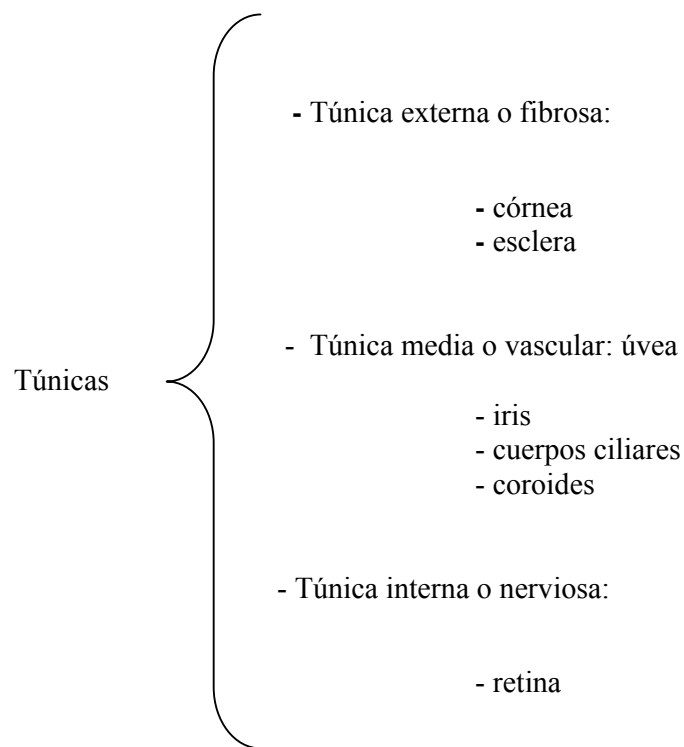 - Túnica externa o fibrosa:
- córnea
- esclera
- Túnica media o vascular: úvea
Túnicas
- iris
- cuerpos ciliares
- coroides
- Túnica interna o nerviosa:
- retina